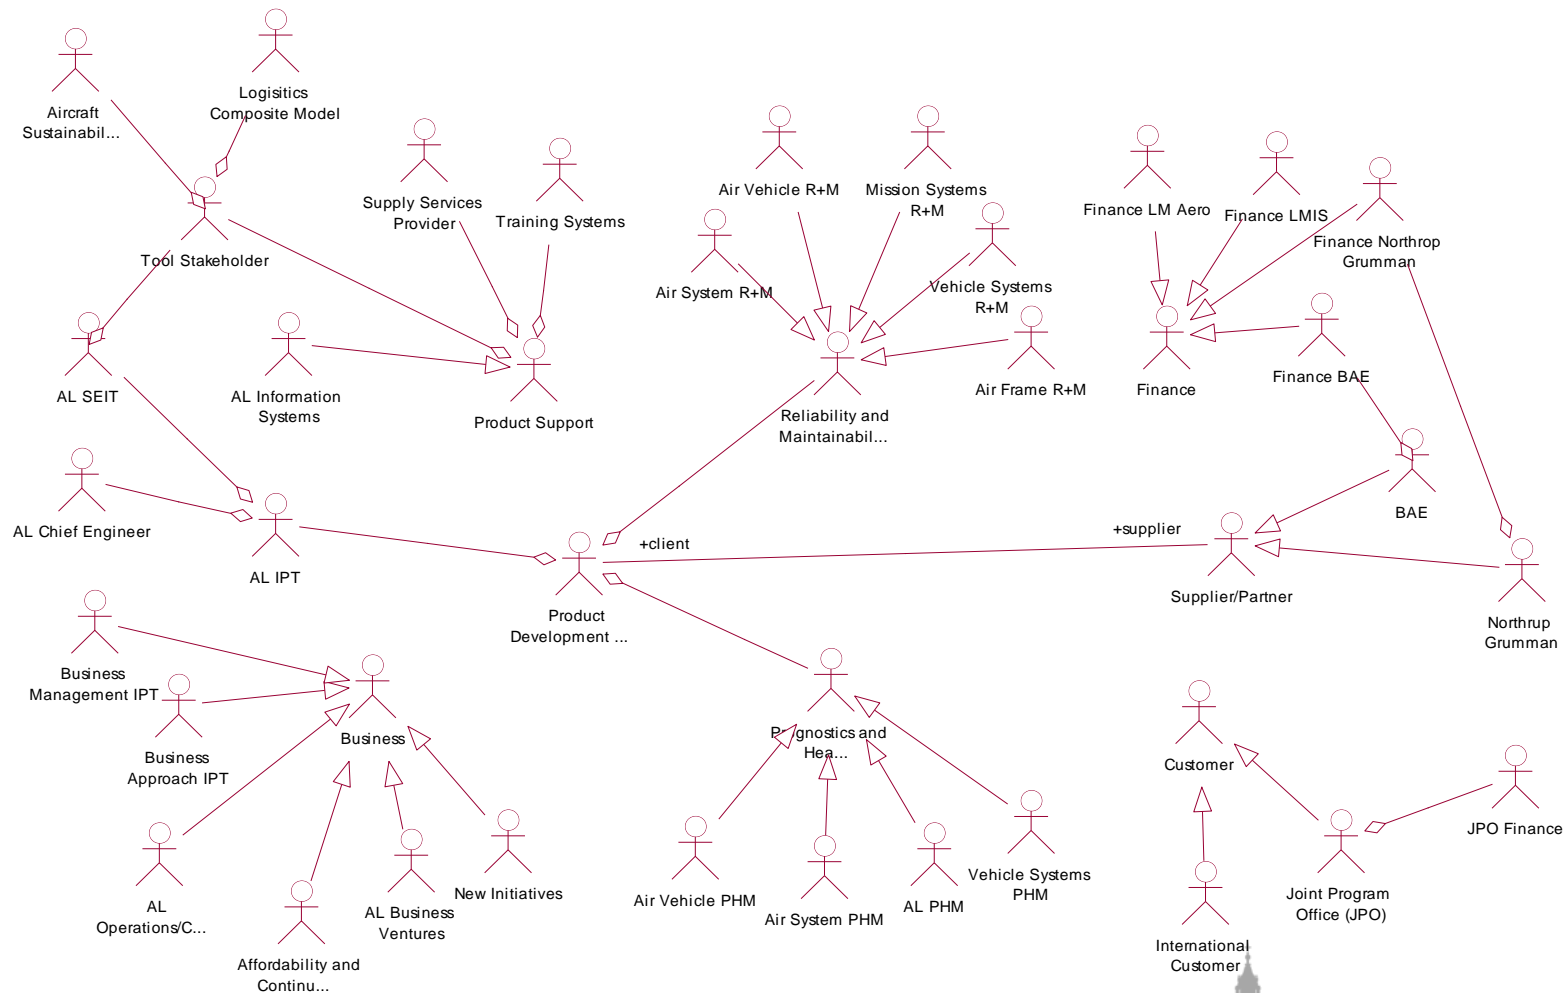 Logisitics
Composite Model
Aircraft
Sustainabil...
Supply Services
Provider
Training Systems
Tool Stakeholder
Air Vehicle R+M
Mission Systems
R+M
Air System R+M
Vehicle Systems
R+M
Finance LM Aero
Finance LMIS
Finance Northrop
Grumman
AL SEIT
AL Information
Systems
Product Support
Reliability and
Maintainabil...
Air Frame R+M
Finance
Finance BAE
AL Chief Engineer
AL IPT
+client
+supplier
BAE
Product
Development ...
Supplier/Partner
Northrup
Grumman
Business
Management IPT
Business
Approach IPT
Business
Prognostics and
Hea...
Customer
JPO Finance
AL
Operations/C...
Affordability and
Continu...
AL Business
Ventures
New Initiatives
Air Vehicle PHM
Air System PHM
AL PHM
Vehicle Systems
PHM
International
Customer
Joint Program
Office (JPO)